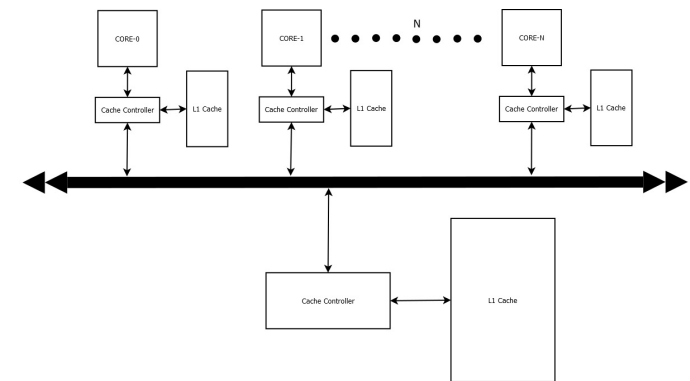 N
CORE-0
CORE-1
CORE-N
Cache Controller
L1 Cache
Cache Controller
L1 Cache
Cache Controller
L1 Cache
Cache Controller
L1 Cache